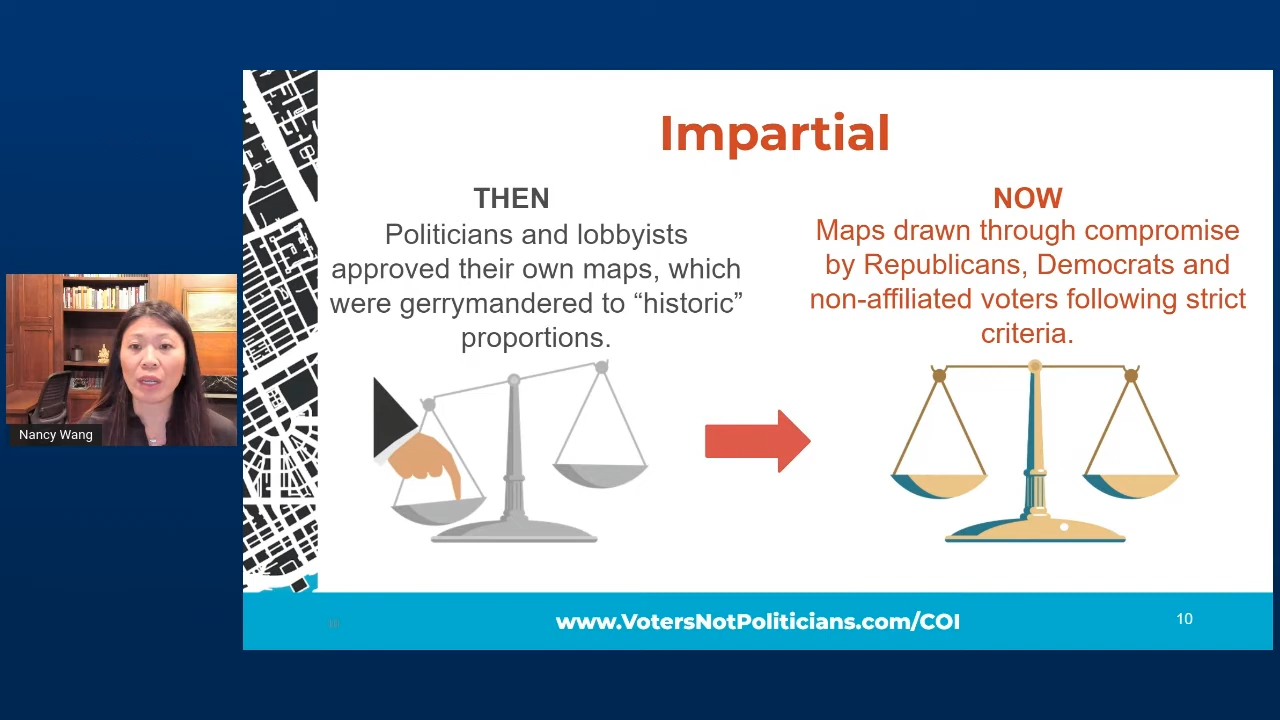 Impartial
THEN
Politicians and lobbyists
approved their own maps, which
were gerrymandered to “historic”
proportions.
NOW
Maps drawn through compromise
by Republicans, Democrats and
non-affiliated voters following strict
criteria.
Nancy Wang
10
www.VotersNotPoliticians.com/COI
10